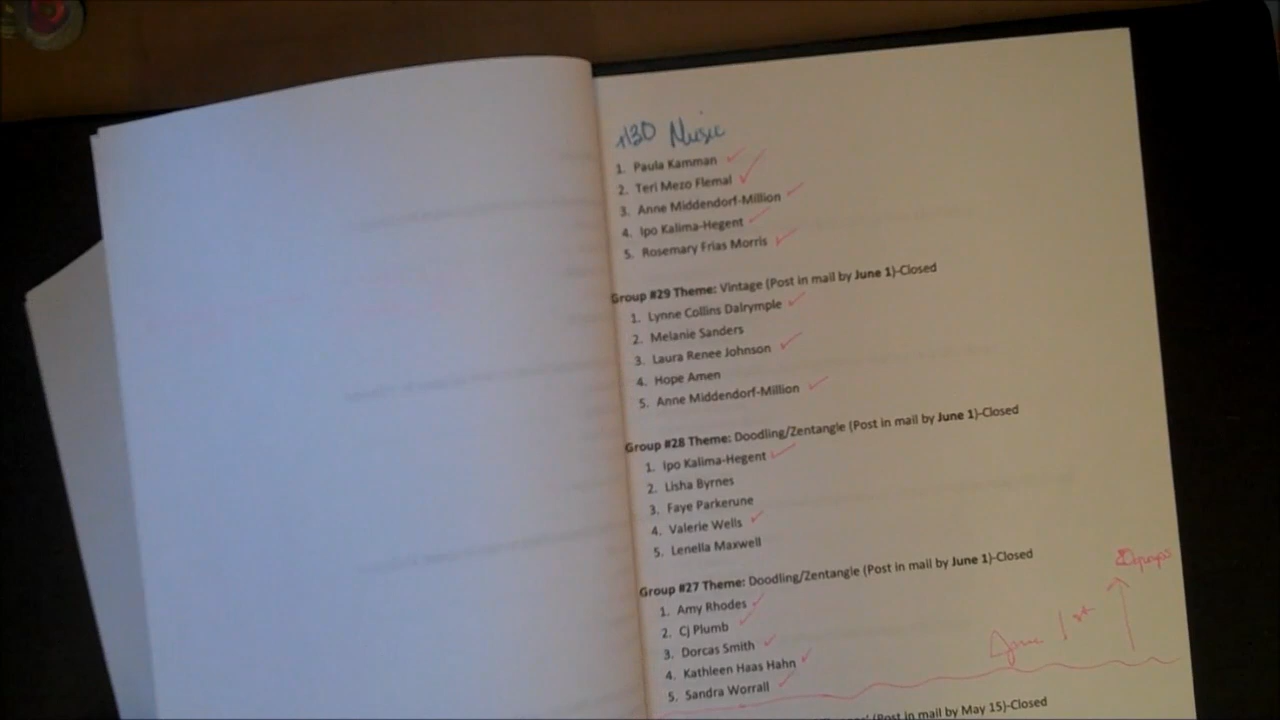 #30 Music
1. Paula Kamman
2. Teri Mezo Flemal
3. Anne Middendorf-Million
4. Ipo Kalima-Hegent
5. Rosemary Frias Morris
Group #29 Theme: Vintage (Post in mail by June 1)-Closed
1. Lynne Collins Dalrymple
2. Melanie Sanders
3. Laura Renee Johnson
4. Hope Amen
5. Anne Middendorf-Million
Group #28 Theme: Doodling/Zentangle (Post in mail by June 1)-Closed
1. Ipo Kalima-Hegent
2. Lisha Byrnes
3. Faye Parkerune
4. Valerie Wells
5. Lenella Maxwell
Group #27 Theme: Doodling/Zentangle (Post in mail by June 1)-Closed
1. Amy Rhodes
2. Cj Plumb
3. Dorcas Smith
4. Kathleen Haas Hahn
5. Sandra Worrall
June 1st
(Post in mail by May 15)-Closed